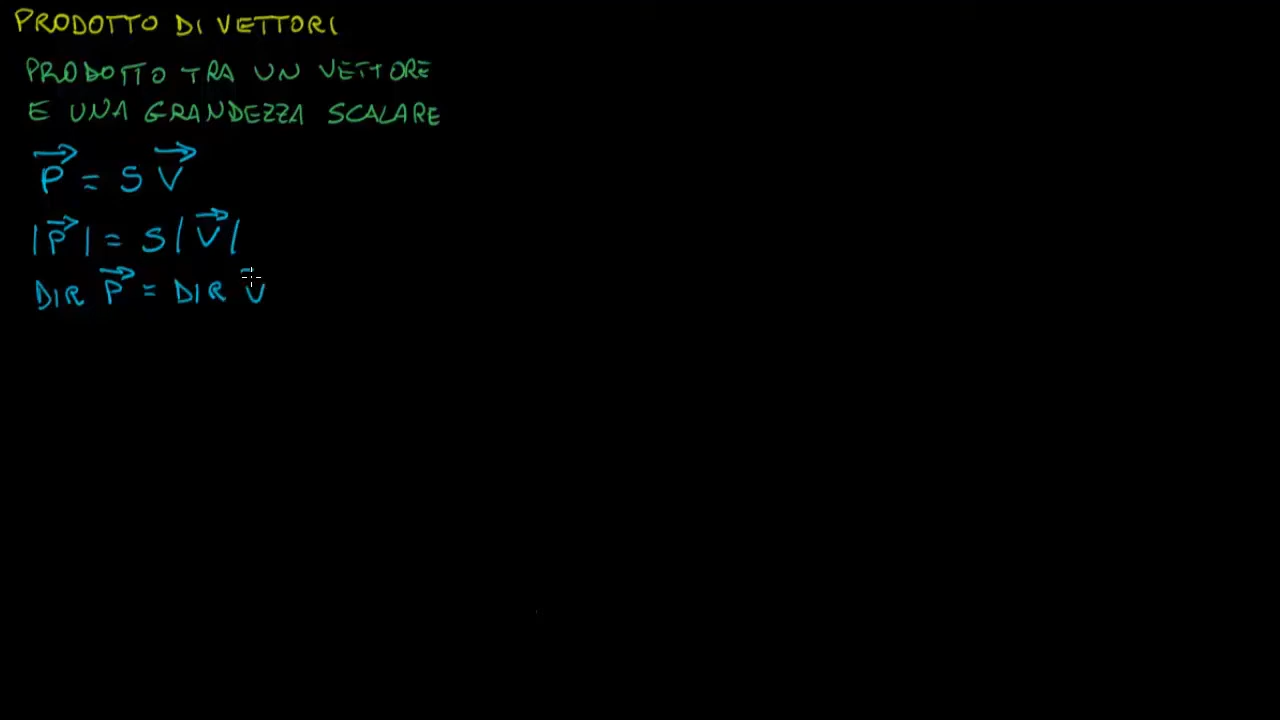 PRODOTTO DI VETTORI
PRODOTTO TRA UN VETTORE
E UNA GRANDEZZA SCALARE
P⃗ = S V⃗
|P⃗| = S |V⃗|
DIR P⃗ = DIR V⃗